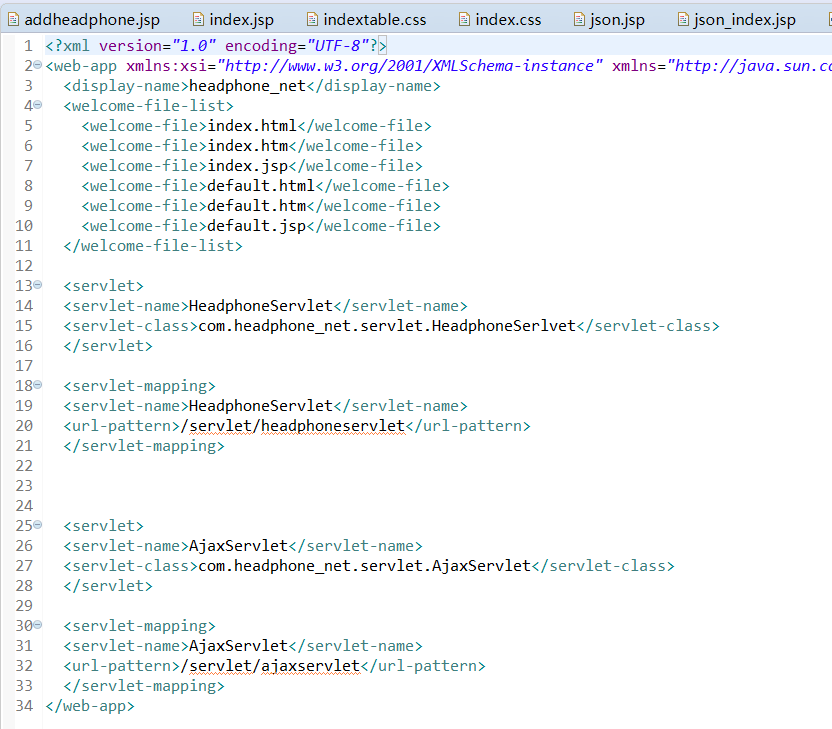 addheadphone.jsp index.jsp indextable.css index.css json.jsp json_index.jsp
1 <?xml version="1.0" encoding="UTF-8"?>
2 <web-app xmlns:xsi="http://www.w3.org/2001/XMLSchema-instance" xmlns="http://java.sun.co
3 <display-name>headphone_net</display-name>
4 <welcome-file-list>
5 <welcome-file>index.html</welcome-file>
6 <welcome-file>index.htm</welcome-file>
7 <welcome-file>index.jsp</welcome-file>
8 <welcome-file>default.html</welcome-file>
9 <welcome-file>default.htm</welcome-file>
10 <welcome-file>default.jsp</welcome-file>
11 </welcome-file-list>
12
13 <servlet>
14 <servlet-name>HeadphoneServlet</servlet-name>
15 <servlet-class>com.headphone_net.servlet.HeadphoneSerlvet</servlet-class>
16 </servlet>
17
18 <servlet-mapping>
19 <servlet-name>HeadphoneServlet</servlet-name>
20 <url-pattern>/servlet/headphoneservlet</url-pattern>
21 </servlet-mapping>
22
23
24
25 <servlet>
26 <servlet-name>AjaxServlet</servlet-name>
27 <servlet-class>com.headphone_net.servlet.AjaxServlet</servlet-class>
28 </servlet>
29
30 <servlet-mapping>
31 <servlet-name>AjaxServlet</servlet-name>
32 <url-pattern>/servlet/ajaxservlet</url-pattern>
33 </servlet-mapping>
34 </web-app>